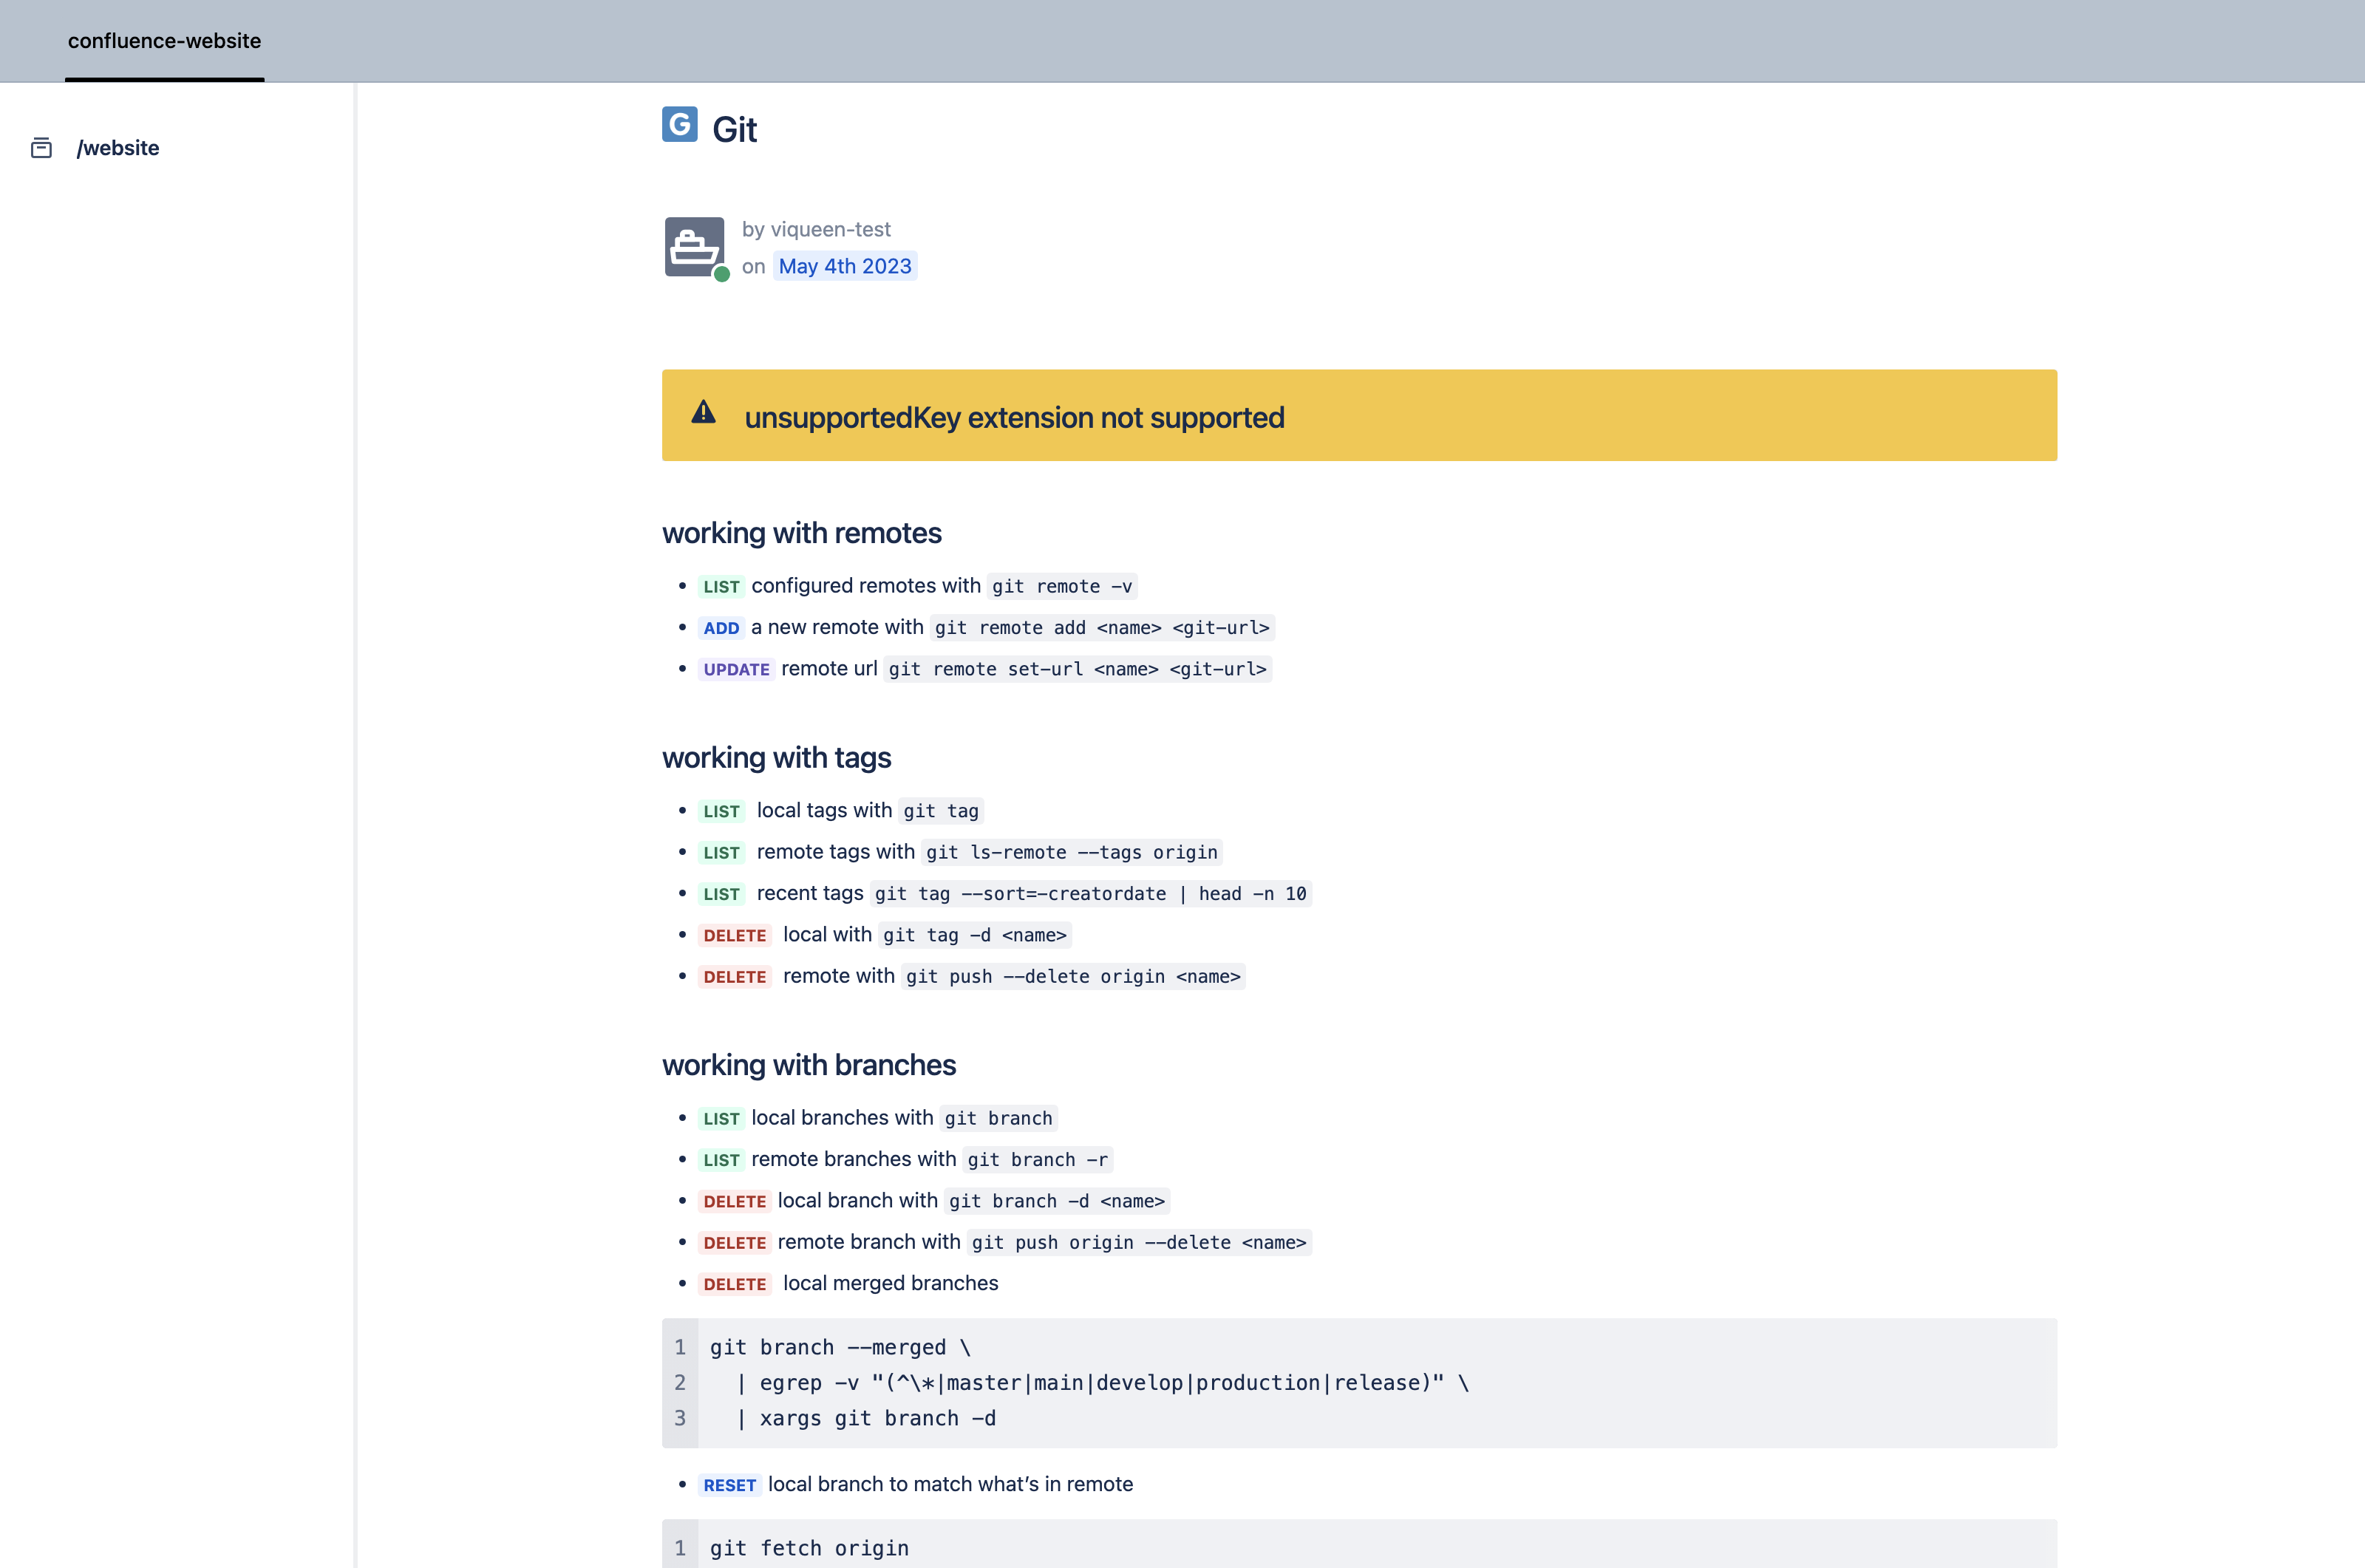 confluence-website
/website
G Git
by viqueen-test
on May 4th 2023
unsupportedKey extension not supported
working with remotes
• LIST configured remotes with git remote -v
• ADD a new remote with git remote add <name> <git-url>
• UPDATE remote url git remote set-url <name> <git-url>
working with tags
• LIST local tags with git tag
• LIST remote tags with git ls-remote --tags origin
• LIST recent tags git tag --sort=-creatordate | head -n 10
• DELETE local with git tag -d <name>
• DELETE remote with git push --delete origin <name>
working with branches
• LIST local branches with git branch
• LIST remote branches with git branch -r
• DELETE local branch with git branch -d <name>
• DELETE remote branch with git push origin --delete <name>
• DELETE local merged branches
1 git branch --merged \
2 | egrep -v "(^\*|master|main|develop|production|release)" \
3 | xargs git branch -d
• RESET local branch to match what’s in remote
1 git fetch origin